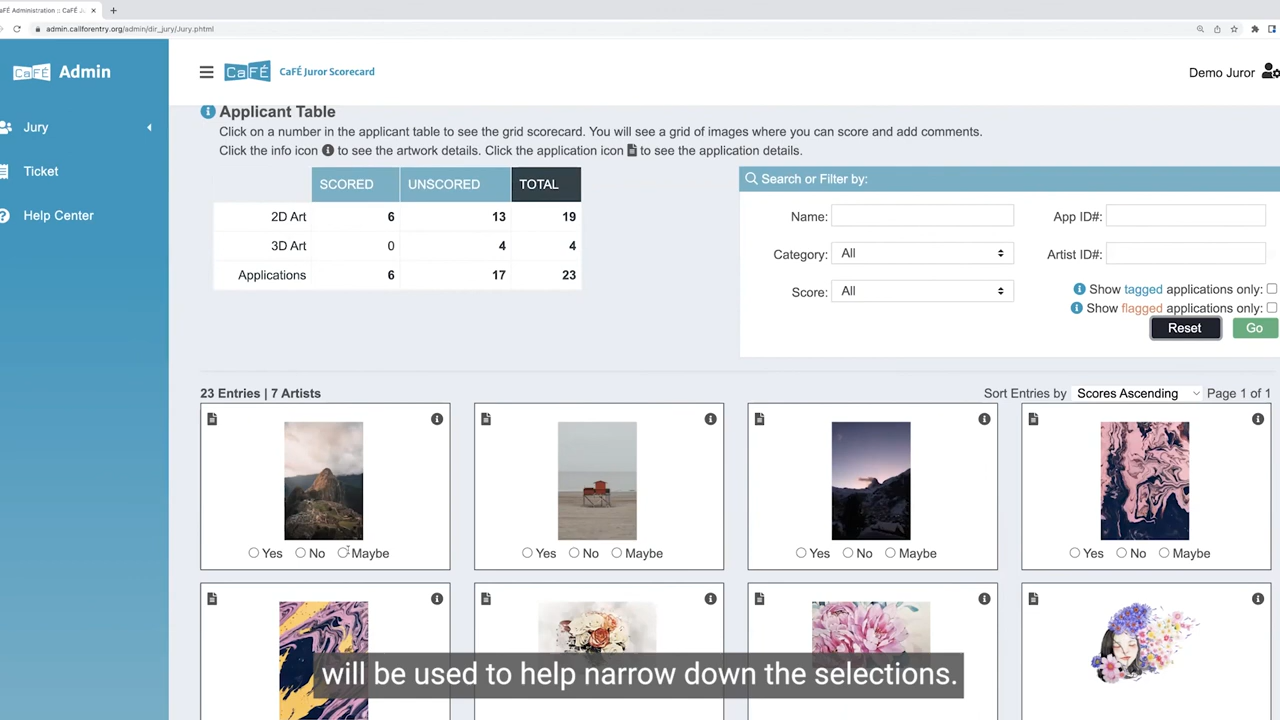 CaFÉ Administration :: CaFÉ J
admin.callforentry.org/admin/dir_jury/Jury.phtml
CaFÉ Admin
CaFÉ CaFÉ Juror Scorecard
Demo Juror
Jury
Ticket
Help Center
Applicant Table
Click on a number in the applicant table to see the grid scorecard. You will see a grid of images where you can score and add comments.
Click the info icon to see the artwork details. Click the application icon to see the application details.
SCORED UNSCORED TOTAL
2D Art 6 13 19
3D Art 0 4 4
Applications 6 17 23
Search or Filter by:
Name: App ID#:
Category: All Artist ID#:
Score: All
Show tagged applications only:
Show flagged applications only:
Reset Go
23 Entries | 7 Artists
Sort Entries by Scores Ascending Page 1 of 1
Yes No Maybe Yes No Maybe Yes No Maybe Yes No Maybe
will be used to help narrow down the selections.